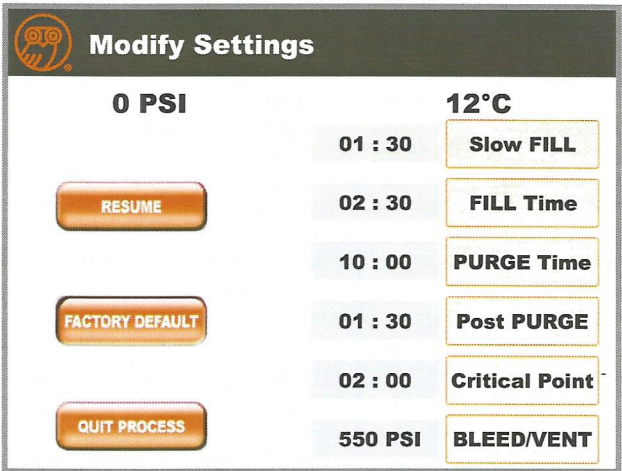 Modify Settings
0 PSI 12°C
01 : 30 Slow FILL
RESUME 02 : 30 FILL Time
10 : 00 PURGE Time
FACTORY DEFAULT 01 : 30 Post PURGE
02 : 00 Critical Point
QUIT PROCESS 550 PSI BLEED/VENT